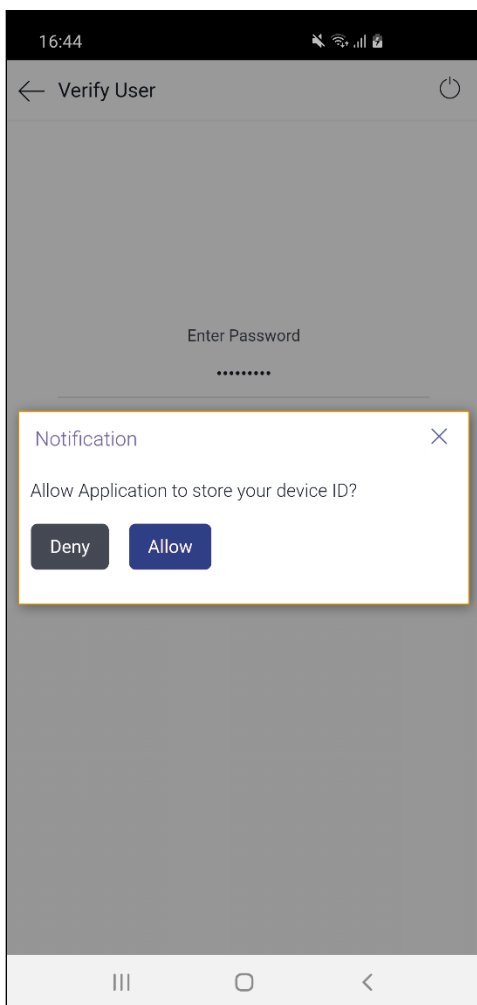 16:44
Verify User
Enter Password
•••••••••
Notification
Allow Application to store your device ID?
Deny
Allow